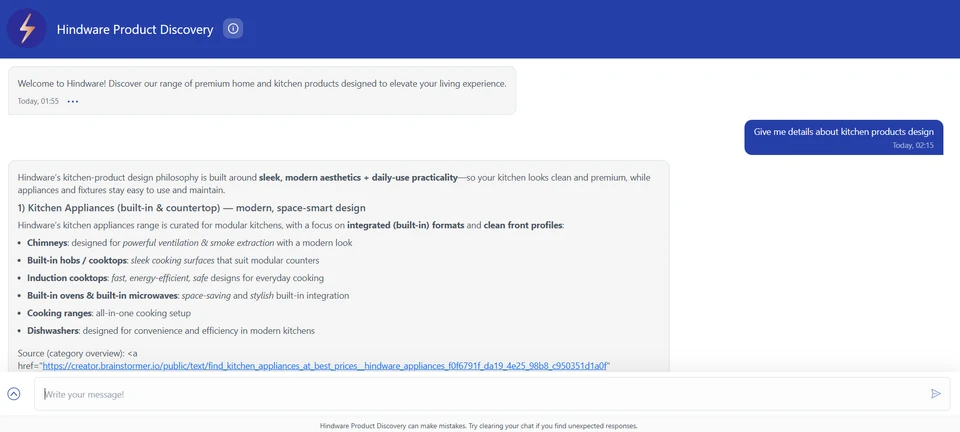 Hindware Product Discovery
Welcome to Hindware! Discover our range of premium home and kitchen products designed to elevate your living experience.
Today, 01:55
Give me details about kitchen products design
Today, 02:15
Hindware's kitchen-product design philosophy is built around sleek, modern aesthetics + daily-use practicality—so your kitchen looks clean and premium, while
appliances and fixtures stay easy to use and maintain.
1) Kitchen Appliances (built-in & countertop) — modern, space-smart design
Hindware's kitchen appliances range is curated for modular kitchens, with a focus on integrated (built-in) formats and clean front profiles:
• Chimneys: designed for powerful ventilation & smoke extraction with a modern look
• Built-in hobs / cooktops: sleek cooking surfaces that suit modular counters
• Induction cooktops: fast, energy-efficient, safe designs for everyday cooking
• Built-in ovens & built-in microwaves: space-saving and stylish built-in integration
• Cooking ranges: all-in-one cooking setup
• Dishwashers: designed for convenience and efficiency in modern kitchens
Source (category overview): <a
href="https://creator.brainstormer.io/public/text/find_kitchen_appliances_at_best_prices__hindware_appliances_f0f6791f_da19_4e25_98b8_c950351d1a0f"
Write your message!
Hindware Product Discovery can make mistakes. Try clearing your chat if you find unexpected responses.